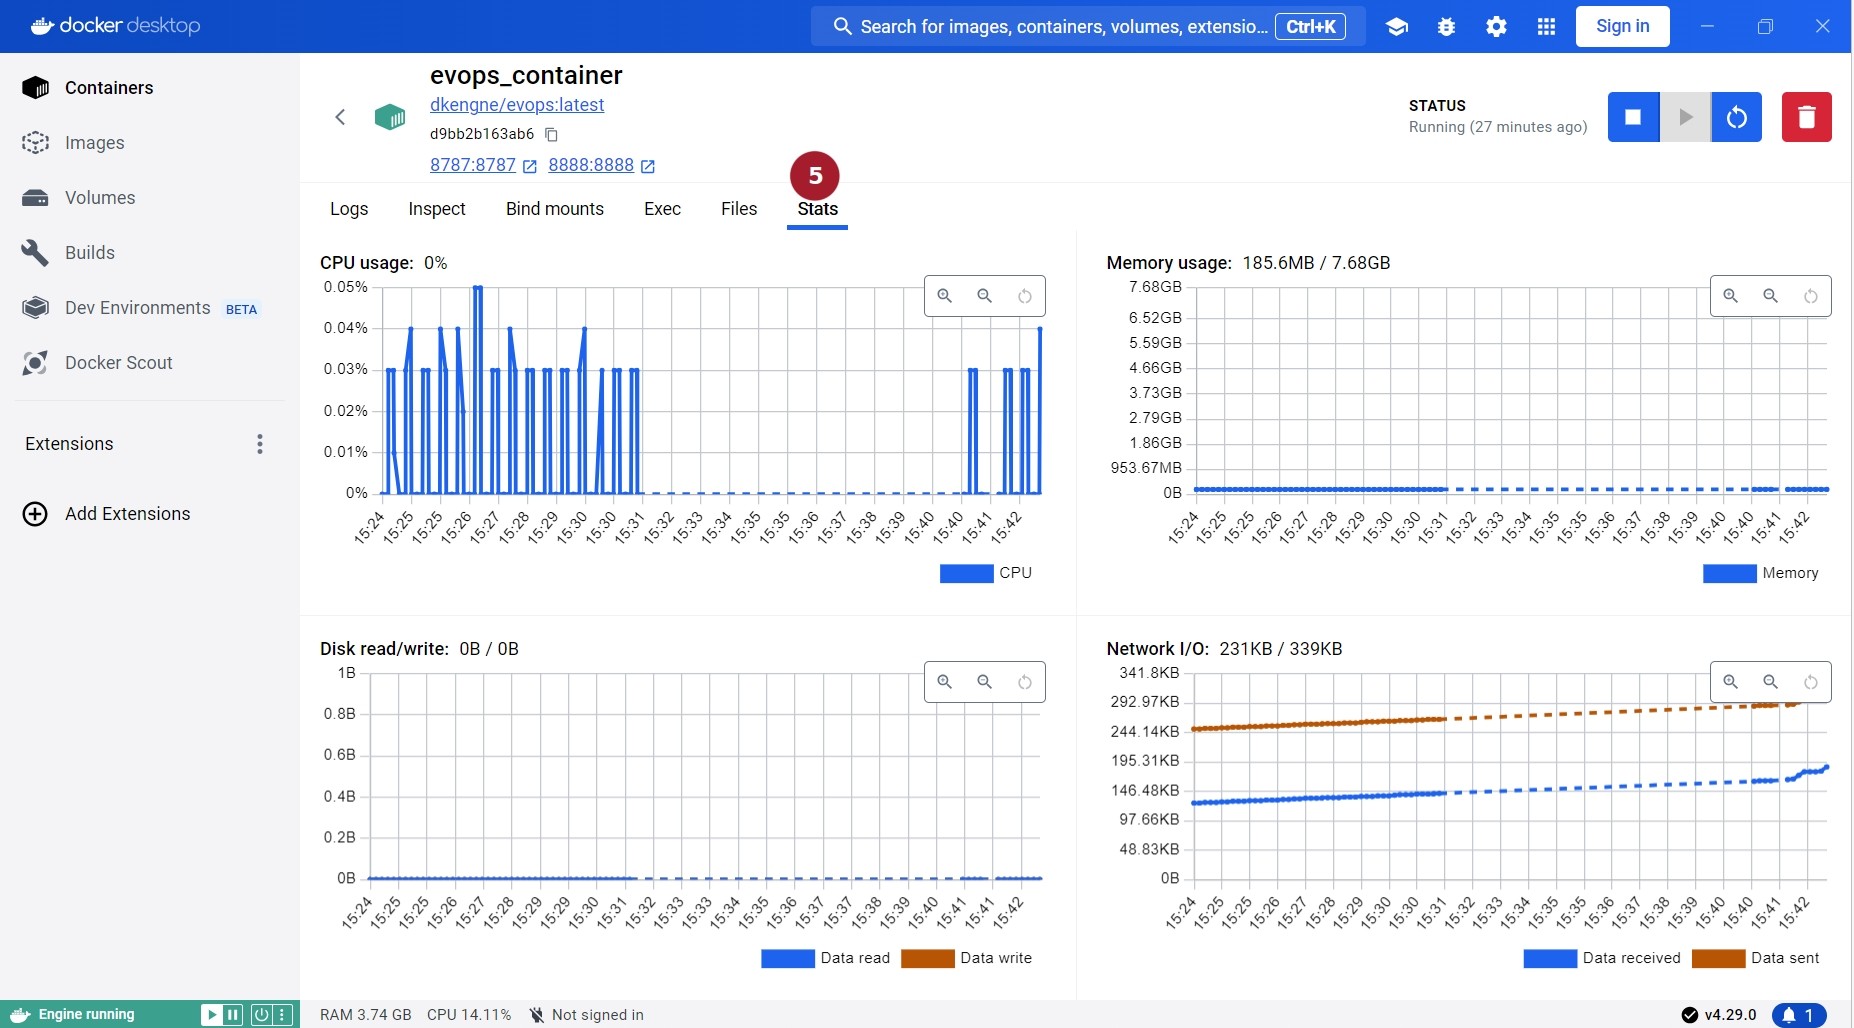 docker desktop
Search for images, containers, volumes, extensio... Ctrl+K
Sign in
Containers
Images
Volumes
Builds
Dev Environments BETA
Docker Scout
Extensions
Add Extensions
evops_container
dkengne/evops:latest
d9bb2b163ab6
8787:8787 8888:8888
STATUS
Running (27 minutes ago)
5
Logs Inspect Bind mounts Exec Files Stats
CPU usage: 0%
0.05%
0.04%
0.03%
0.02%
0.01%
0%
15:24 15:25 15:25 15:26 15:27 15:28 15:29 15:30 15:30 15:31 15:32 15:33 15:34 15:35 15:35 15:36 15:37 15:38 15:39 15:40 15:40 15:41 15:42
CPU
Memory usage: 185.6MB / 7.68GB
7.68GB
6.52GB
5.59GB
4.66GB
3.73GB
2.79GB
1.86GB
953.67MB
0B
15:24 15:25 15:25 15:26 15:27 15:28 15:29 15:30 15:30 15:31 15:32 15:33 15:34 15:35 15:35 15:36 15:37 15:38 15:39 15:40 15:40 15:41 15:42
Memory
Disk read/write: 0B / 0B
1B
0.8B
0.6B
0.4B
0.2B
0B
15:24 15:25 15:25 15:26 15:27 15:28 15:29 15:29 15:30 15:31 15:32 15:33 15:33 15:34 15:35 15:36 15:37 15:37 15:38 15:39 15:40 15:41 15:41 15:42
Data read Data write
Network I/O: 231KB / 339KB
341.8KB
292.97KB
244.14KB
195.31KB
146.48KB
97.66KB
48.83KB
0B
15:24 15:25 15:25 15:26 15:27 15:28 15:29 15:30 15:30 15:31 15:32 15:33 15:34 15:35 15:35 15:36 15:37 15:38 15:39 15:40 15:40 15:41 15:42
Data received Data sent
Engine running
RAM 3.74 GB CPU 14.11% Not signed in
v4.29.0
1